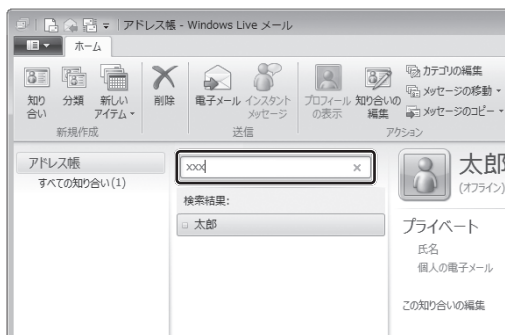 アドレス帳 - Windows Live メール
ホーム
知り合い
分類
新しいアイテム
削除
電子メール
インスタント メッセージ
プロフィールの表示
知り合いの編集
カテゴリの編集
メッセージの移動
メッセージのコピー
新規作成
送信
アクション
アドレス帳
すべての知り合い(1)
xxx
検索結果:
太郎
太郎
(オフライン)
プライベート
氏名
個人の電子メール
この知り合いの編集